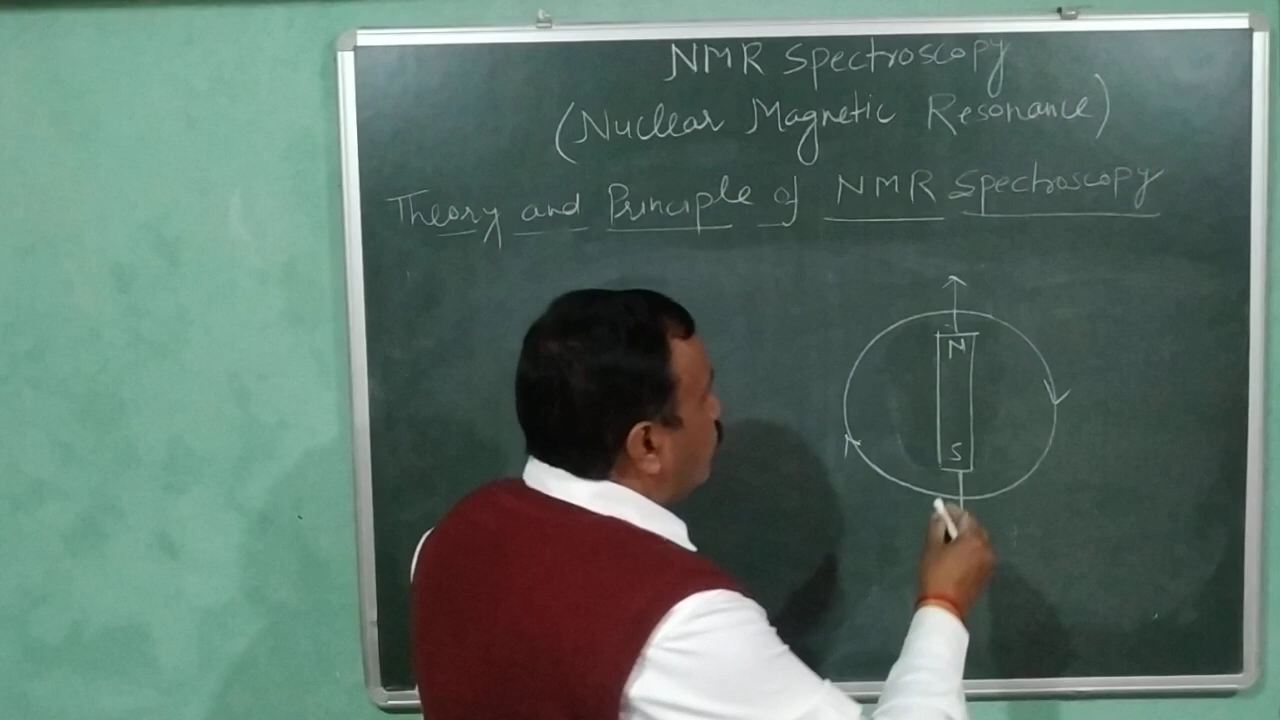 NMR Spectroscopy
(Nuclear Magnetic Resonance)
Theory and Principle of NMR Spectroscopy
N
S